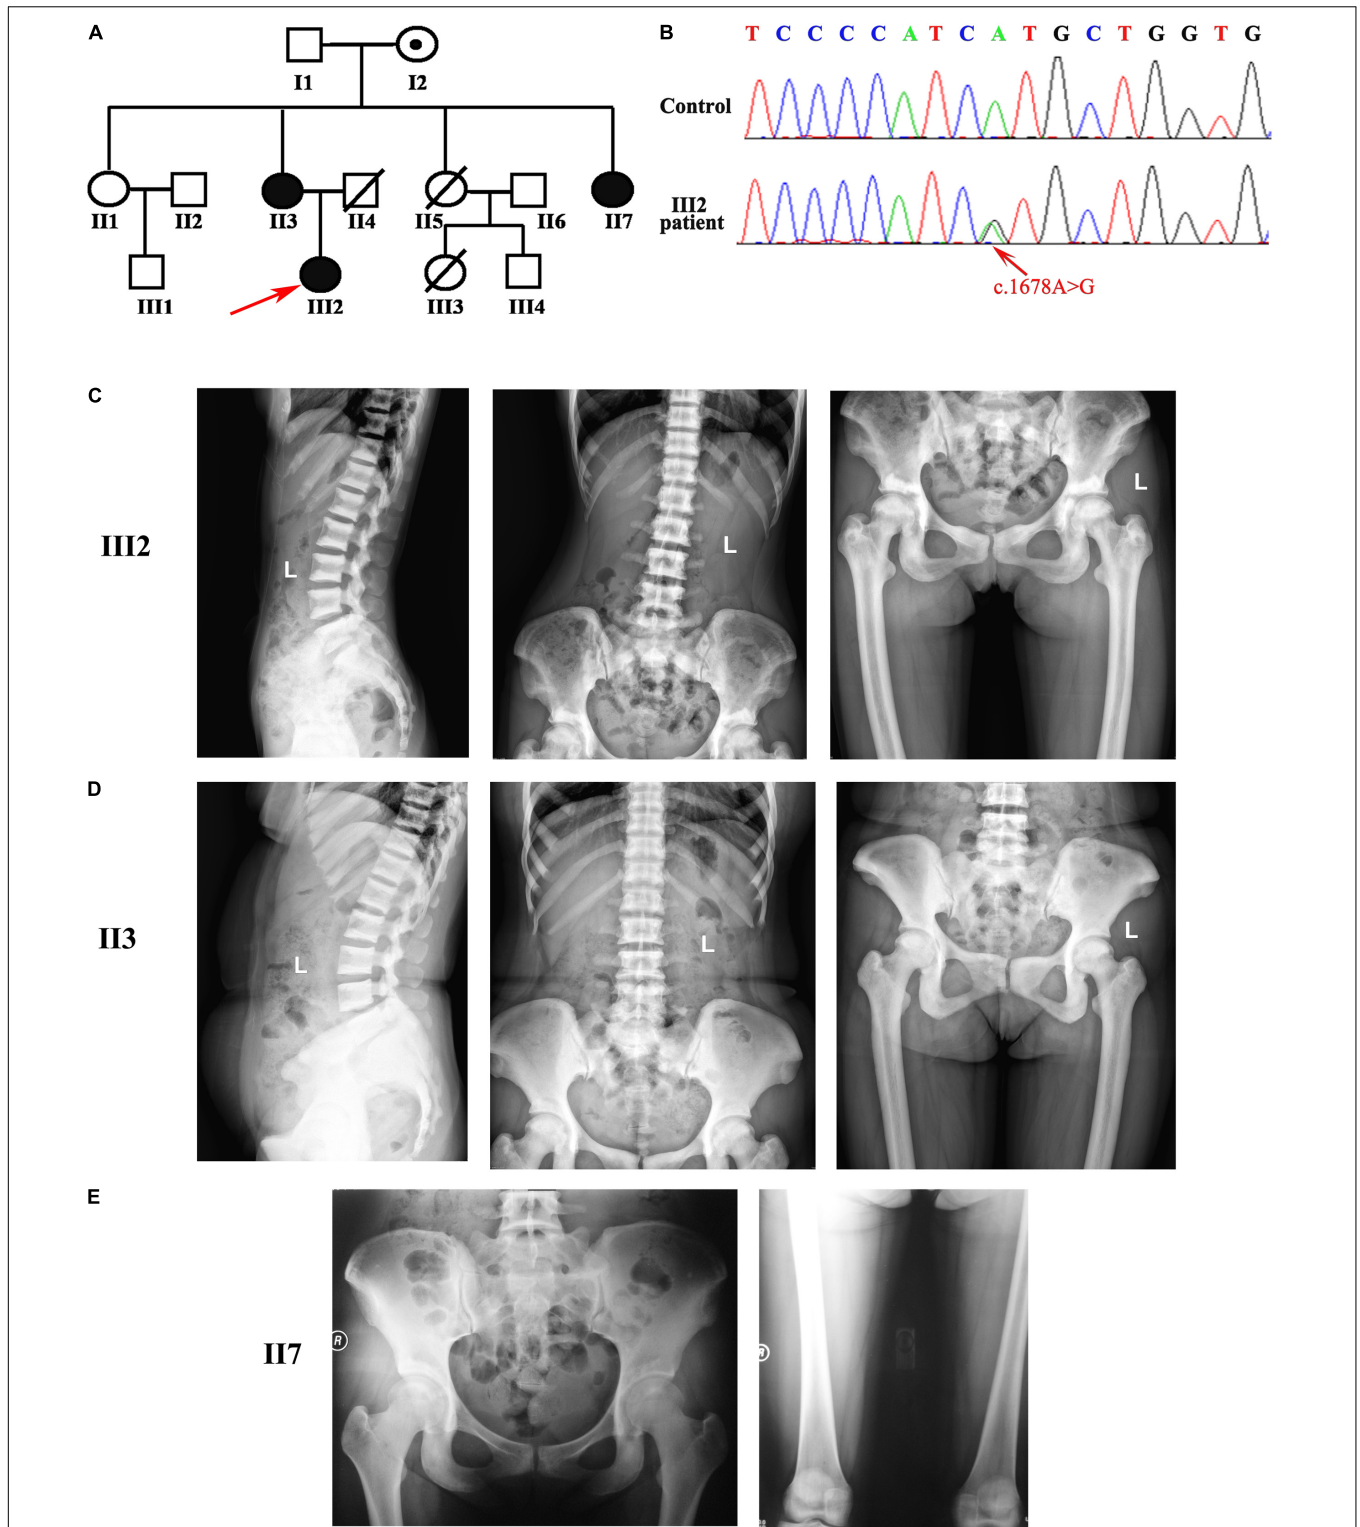 A
I1
I2
II1
II2
II3
II4
II5
II6
II7
III1
III2
III3
III4
B
T C C C C A T C A T G C T G G T G
Control
III2
patient
c.1678A>G
C
III2
L
L
L
D
II3
L
L
L
E
II7
R
R